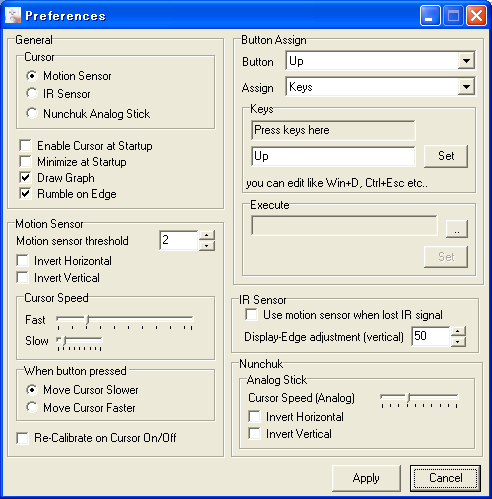 Preferences
General
Cursor
Motion Sensor
IR Sensor
Nunchuk Analog Stick
Enable Cursor at Startup
Minimize at Startup
Draw Graph
Rumble on Edge
Motion Sensor
Motion sensor threshold 2
Invert Horizontal
Invert Vertical
Cursor Speed
Fast
Slow
When button pressed
Move Cursor Slower
Move Cursor Faster
Re-Calibrate on Cursor On/Off
Button Assign
Button Up
Assign Keys
Keys
Press keys here
Up Set
you can edit like Win+D, Ctrl+Esc etc..
Execute
..
Set
IR Sensor
Use motion sensor when lost IR signal
Display-Edge adjustment (vertical) 50
Nunchuk
Analog Stick
Cursor Speed (Analog)
Invert Horizontal
Invert Vertical
Apply Cancel